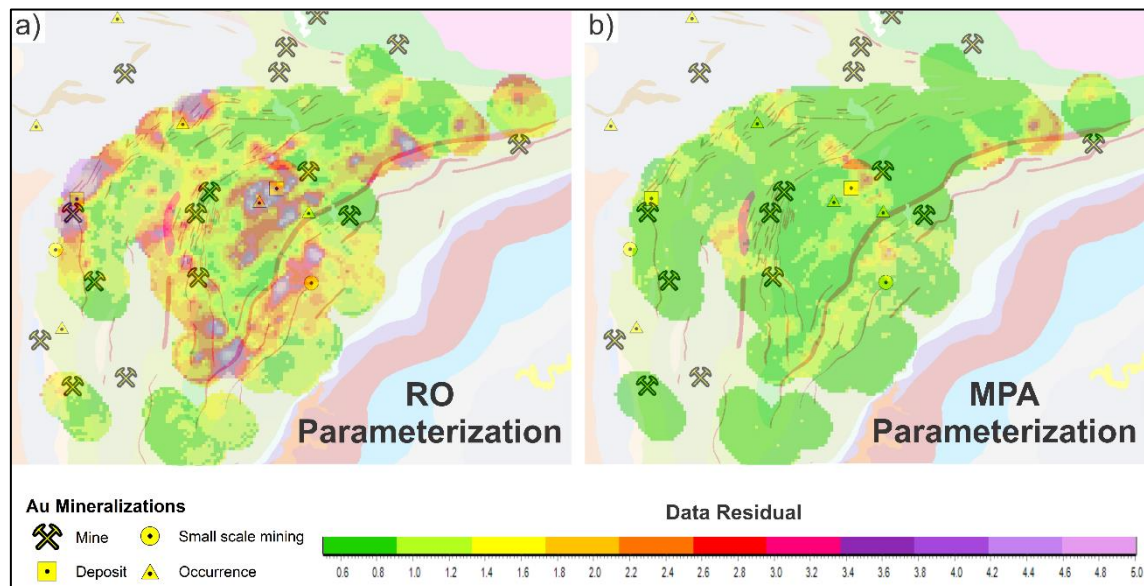 a)
b)
RO
Parameterization
MPA
Parameterization
Au Mineralizations
Mine
Small scale mining
Deposit
Occurrence
Data Residual
0.6 0.8 1.0 1.2 1.4 1.6 1.8 2.0 2.2 2.4 2.6 2.8 3.0 3.2 3.4 3.6 3.8 4.0 4.2 4.4 4.6 4.8 5.0